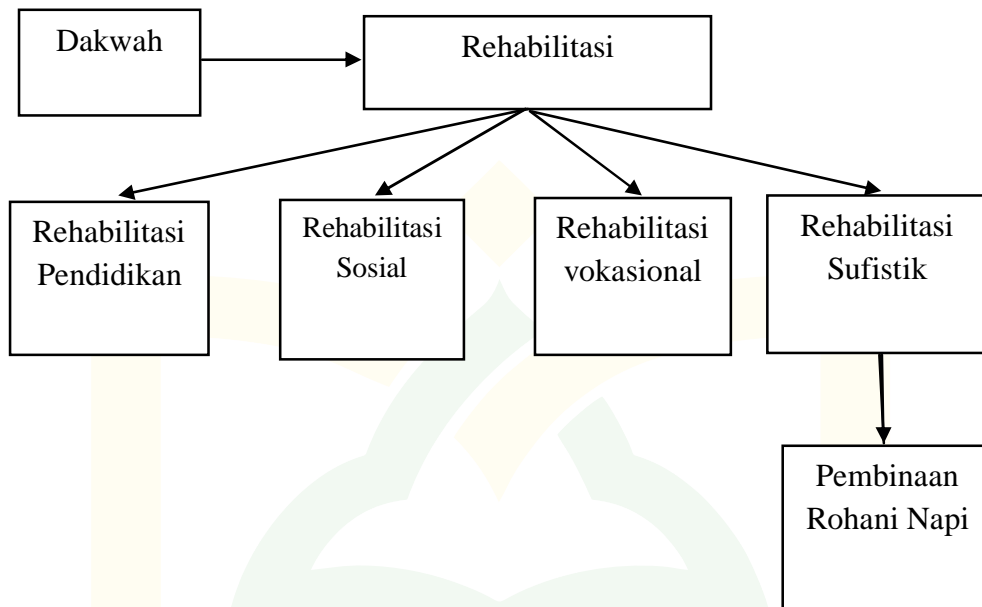 Dakwah
Rehabilitasi
Rehabilitasi
Pendidikan
Rehabilitasi
Sosial
Rehabilitasi
vokasional
Rehabilitasi
Sufistik
Pembinaan
Rohani Napi